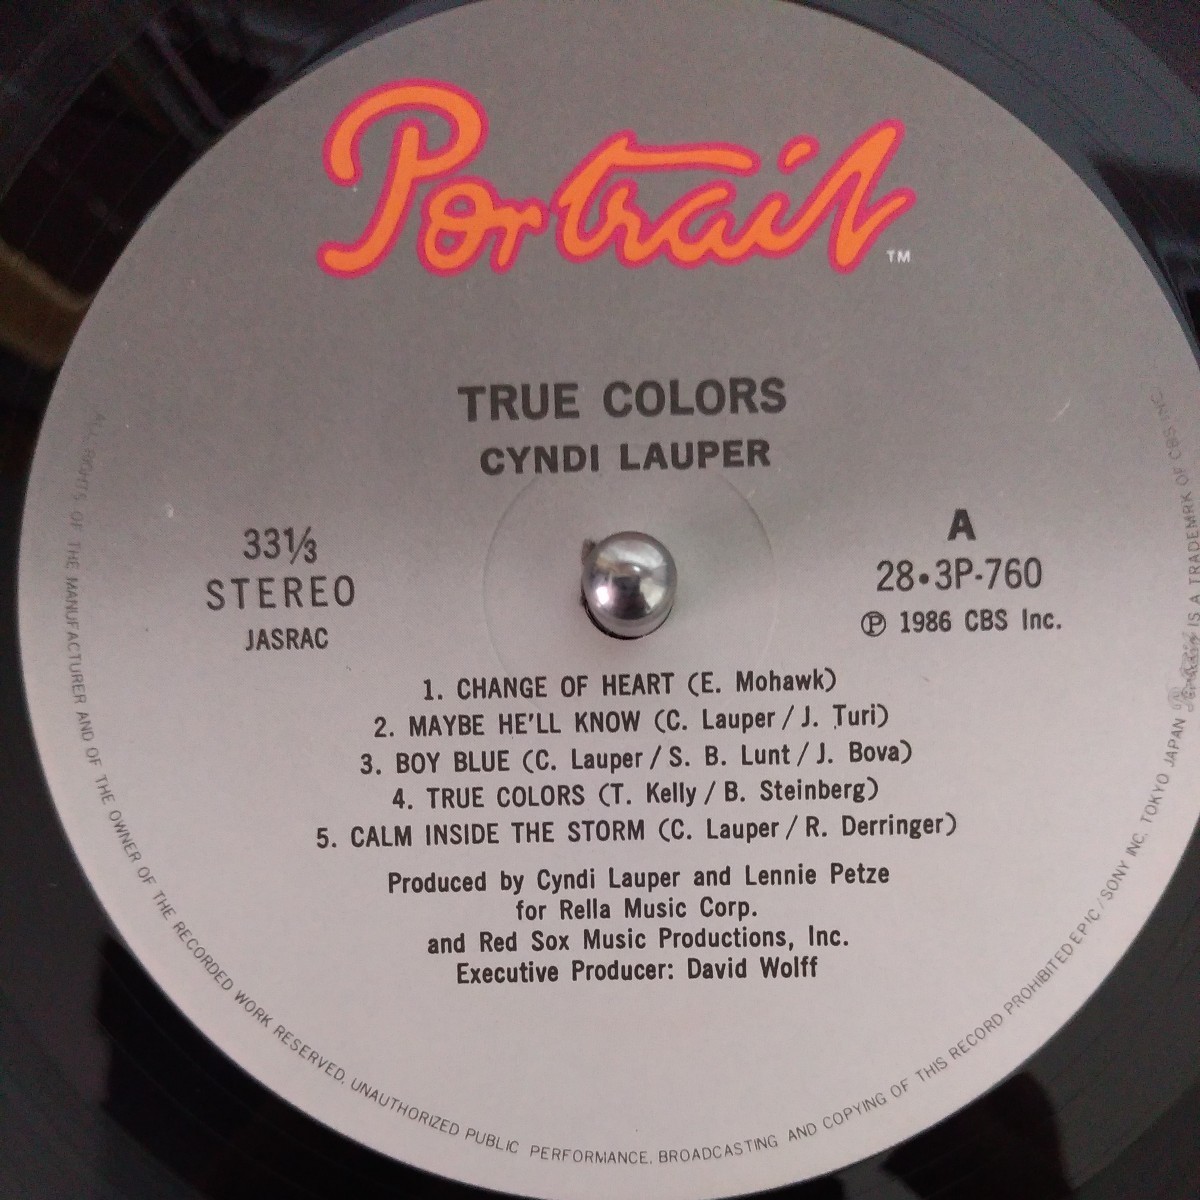 Portrait
TM
TRUE COLORS
CYNDI LAUPER
33⅓
STEREO
JASRAC
A
28•3P-760
Ⓟ 1986 CBS Inc.
1. CHANGE OF HEART (E. Mohawk)
2. MAYBE HE'LL KNOW (C. Lauper / J. Turi)
3. BOY BLUE (C. Lauper / S. B. Lunt / J. Bova)
4. TRUE COLORS (T. Kelly / B. Steinberg)
5. CALM INSIDE THE STORM (C. Lauper / R. Derringer)
Produced by Cyndi Lauper and Lennie Petze
for Rella Music Corp.
and Red Sox Music Productions, Inc.
Executive Producer: David Wolff
ALL RIGHTS OF THE MANUFACTURER AND OF THE OWNER OF THE RECORDED WORK RESERVED. UNAUTHORIZED PUBLIC PERFORMANCE. BROADCASTING AND COPYING OF THIS RECORD PROHIBITED EPIC / SONY INC. TOKYO JAPAN Portrait IS A TRADEMRK OF CBS INC.